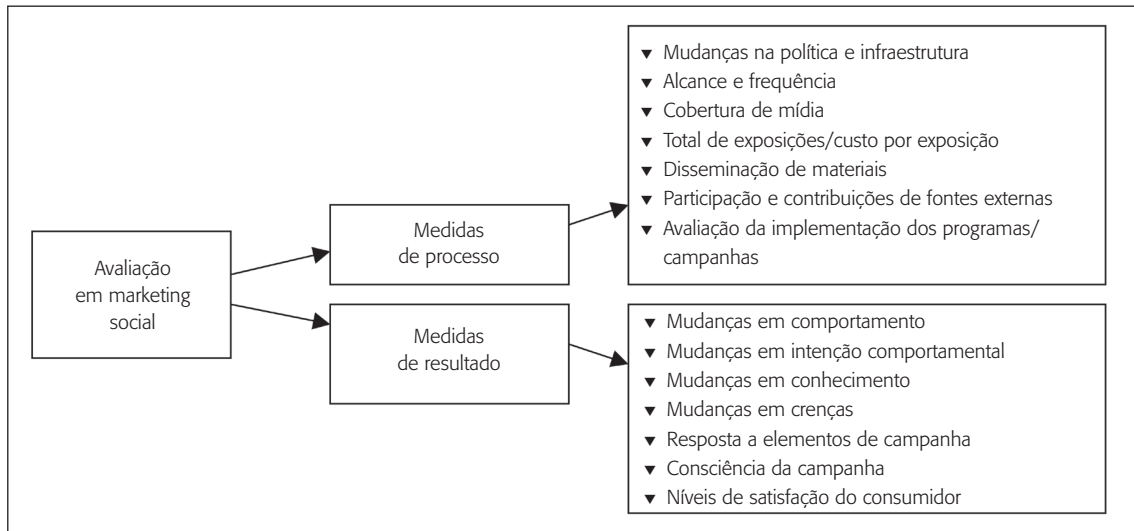 Avaliação
em marketing
social
Medidas
de processo
▼ Mudanças na política e infraestrutura
▼ Alcance e frequência
▼ Cobertura de mídia
▼ Total de exposições/custo por exposição
▼ Disseminação de materiais
▼ Participação e contribuições de fontes externas
▼ Avaliação da implementação dos programas/
campanhas
Medidas
de resultado
▼ Mudanças em comportamento
▼ Mudanças em intenção comportamental
▼ Mudanças em conhecimento
▼ Mudanças em crenças
▼ Resposta a elementos de campanha
▼ Consciência da campanha
▼ Níveis de satisfação do consumidor